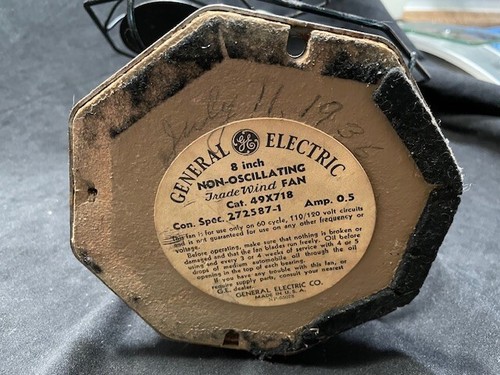 July 11, 1936
GENERAL GE ELECTRIC
8 inch
NON-OSCILLATING
Trade Wind FAN
Cat. 49X718
Con. Spec. 272587-1 Amp. 0.5
This fan is for use only on 60 cycle, 110/120 volt circuits
and is not guaranteed for use on any other frequency or
voltage.
Before operating, make sure that nothing is broken or
damaged and that the fan blades run freely. Oil before
using and every 3 or 4 weeks of service with 4 or 5
drops of medium automobile oil through the oil
opening in the top of each bearing.
If you have any trouble with this fan, or
require supply parts, consult your nearest
G.E. dealer.
GENERAL ELECTRIC CO.
MADE IN U.S.A.